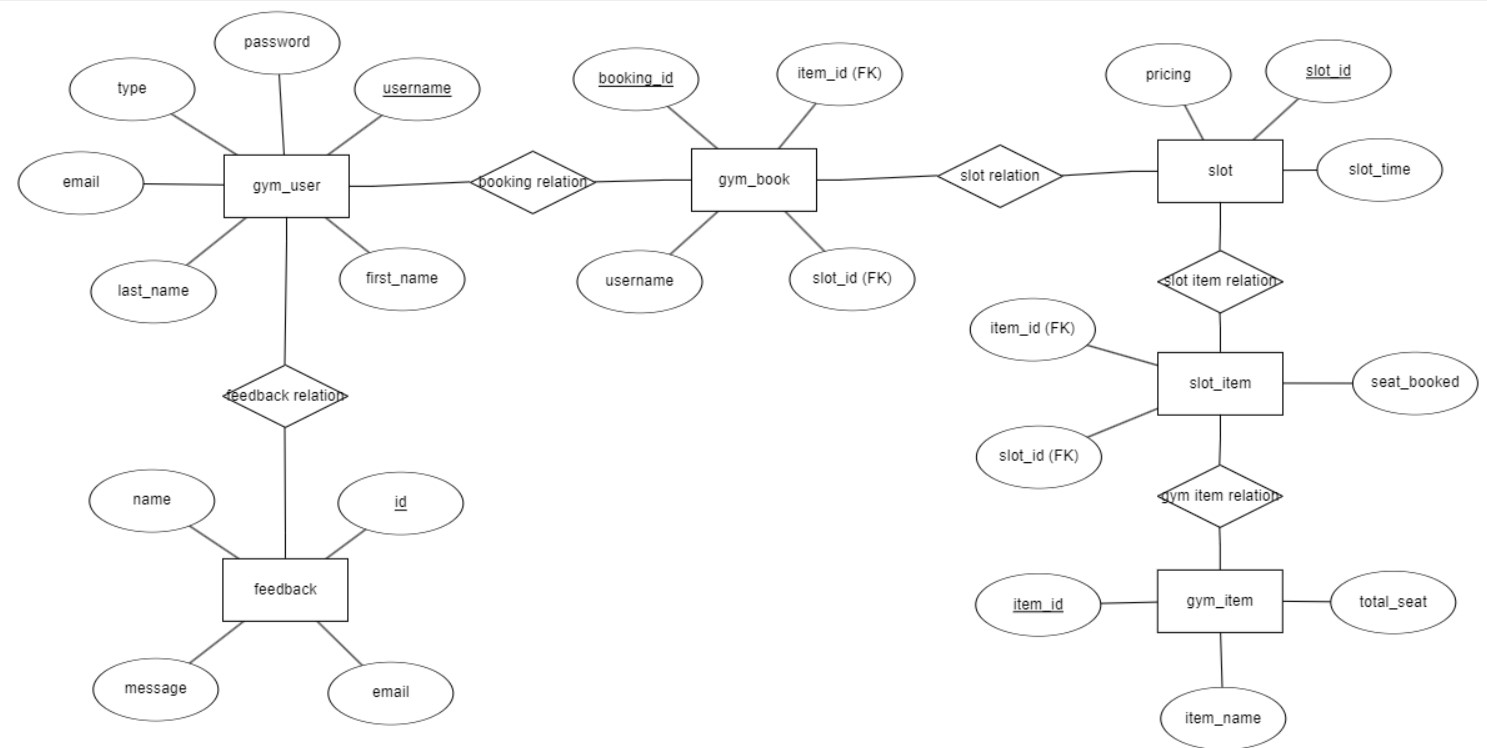 password
type
username
email
gym_user
last_name
first_name
booking relation
booking_id
item_id (FK)
gym_book
username
slot_id (FK)
slot relation
pricing
slot_id
slot
slot_time
slot item relation
item_id (FK)
slot_item
seat_booked
slot_id (FK)
gym item relation
item_id
gym_item
total_seat
item_name
feedback relation
name
id
feedback
message
email